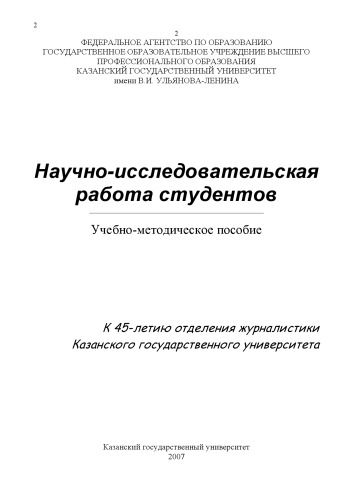 2
2
ФЕДЕРАЛЬНОЕ АГЕНТСТВО ПО ОБРАЗОВАНИЮ
ГОСУДАРСТВЕННОЕ ОБРАЗОВАТЕЛЬНОЕ УЧРЕЖДЕНИЕ ВЫСШЕГО
ПРОФЕССИОНАЛЬНОГО ОБРАЗОВАНИЯ
КАЗАНСКИЙ ГОСУДАРСТВЕННЫЙ УНИВЕРСИТЕТ
имени В.И. УЛЬЯНОВА-ЛЕНИНА
Научно-исследовательская
работа студентов
Учебно-методическое пособие
К 45-летию отделения журналистики
Казанского государственного университета
Казанский государственный университет
2007